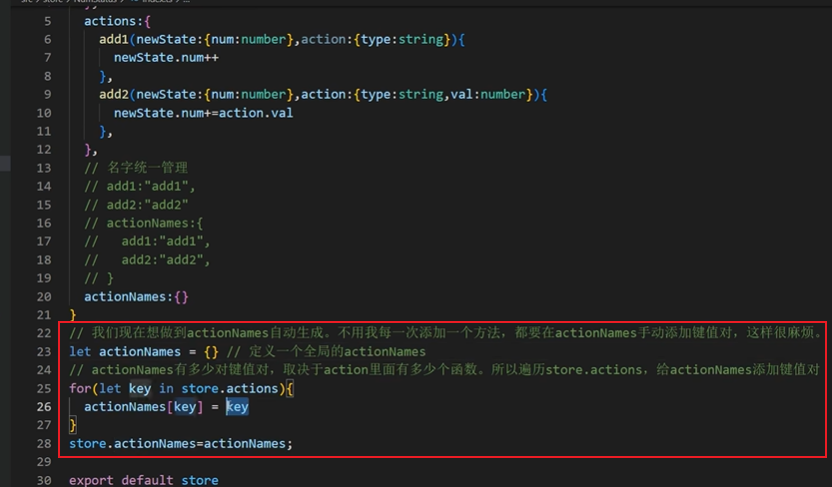 5 actions:{
6 add1(newState:{num:number},action:{type:string}){
7 newState.num++
8 },
9 add2(newState:{num:number},action:{type:string,val:number}){
10 newState.num+=action.val
11 },
12 },
13 // 名字统一管理
14 // add1:"add1",
15 // add2:"add2"
16 // actionNames:{
17 //   add1:"add1",
18 //   add2:"add2",
19 // }
20 actionNames:{}
21 }
22 // 我们现在想做到actionNames自动生成。不用我每一次添加一个方法，都要在actionNames手动添加键值对，这样很麻烦。
23 let actionNames = {} // 定义一个全局的actionNames
24 // actionNames有多少对键值对，取决于action里面有多少个函数。所以遍历store.actions，给actionNames添加键值对
25 for(let key in store.actions){
26 actionNames[key] = key
27 }
28 store.actionNames=actionNames;
29
30 export default store